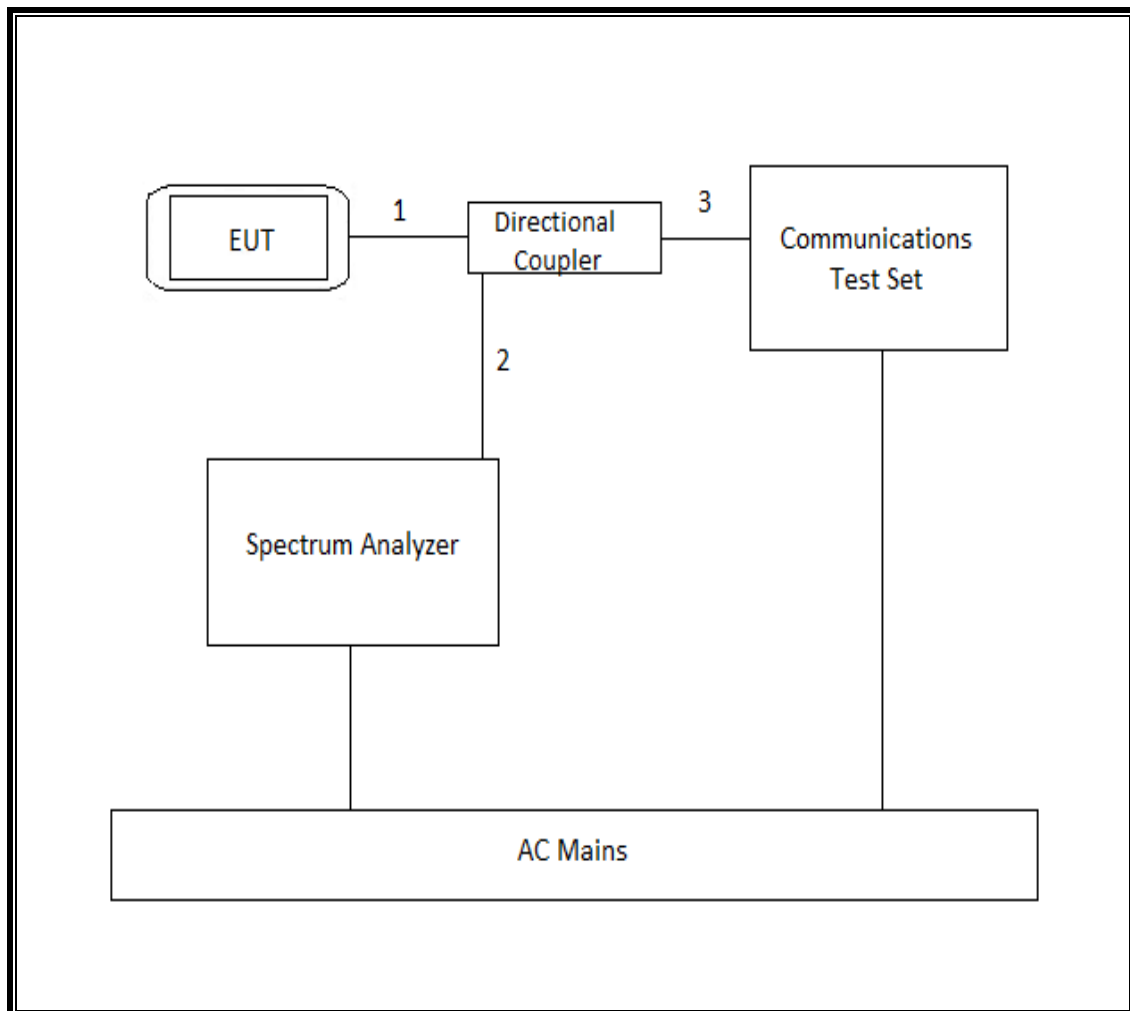 EUT
1
Directional
Coupler
3
Communications
Test Set
2
Spectrum Analyzer
AC Mains